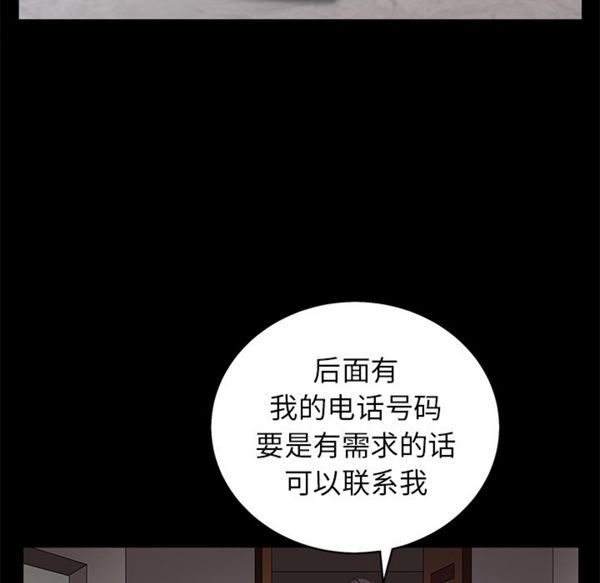 后面有
我的电话号码
要是有需求的话
可以联系我